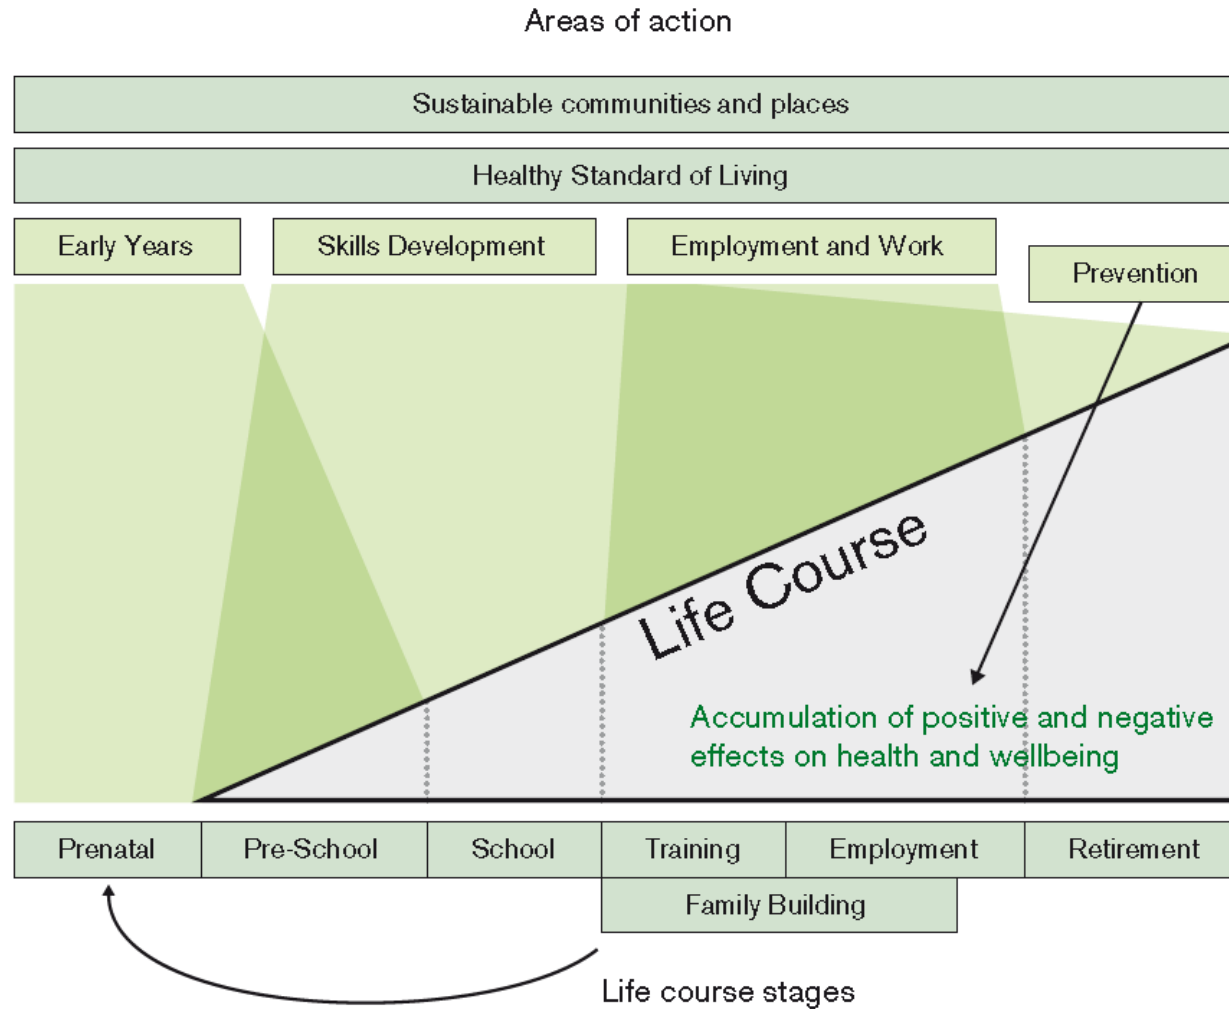 Areas of action
Sustainable communities and places
Healthy Standard of Living
Early Years
Skills Development
Employment and Work
Prevention
Life Course
Accumulation of positive and negative
effects on health and wellbeing
Prenatal
Pre-School
School
Training
Employment
Retirement
Family Building
Life course stages